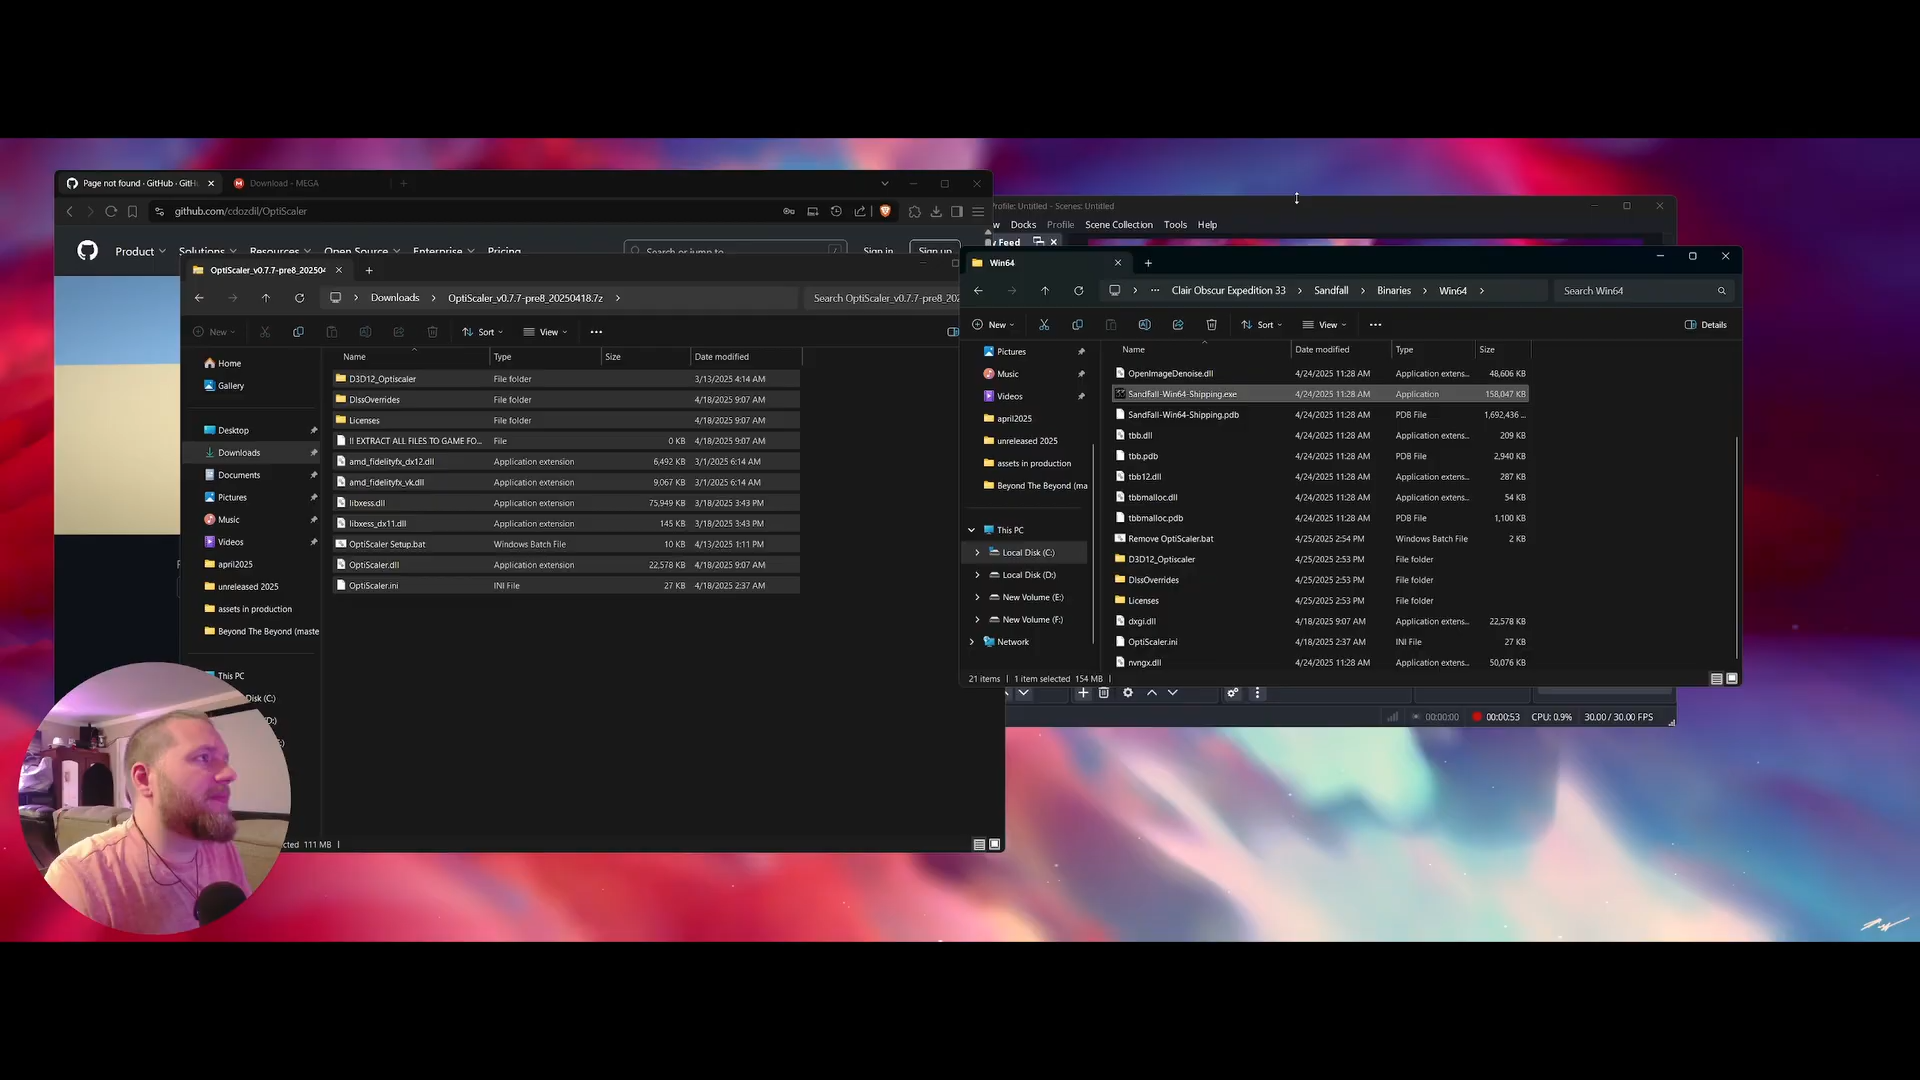 Page not found · GitHub · GitH
Download - MEGA
github.com/cdozdil/OptiScaler
Product
Solutions
Resources
Open Source
Enterprise
Pricing
Search or jump to
Sign in
Sign up
OptiScaler_v0.7.7-pre8_20250
Downloads
OptiScaler_v0.7.7-pre8_20250418.7z
Search OptiScaler_v0.7.7-pre8_202
New
Sort
View
Home
Gallery
Desktop
Downloads
Documents
Pictures
Music
Videos
april2025
unreleased 2025
assets in production
Beyond The Beyond (maste
This PC
Disk (C:)
Name Type Size Date modified
D3D12_Optiscaler File folder 3/13/2025 4:14 AM
DlssOverrides File folder 4/18/2025 9:07 AM
Licenses File folder 4/18/2025 9:07 AM
!! EXTRACT ALL FILES TO GAME FO... File 0 KB 4/18/2025 9:07 AM
amd_fidelityfx_dx12.dll Application extension 6,492 KB 3/1/2025 6:14 AM
amd_fidelityfx_vk.dll Application extension 9,067 KB 3/1/2025 6:14 AM
libxess.dll Application extension 75,949 KB 3/18/2025 3:43 PM
libxess_dx11.dll Application extension 145 KB 3/18/2025 3:43 PM
OptiScaler Setup.bat Windows Batch File 10 KB 4/13/2025 1:11 PM
OptiScaler.dll Application extension 22,578 KB 4/18/2025 9:07 AM
OptiScaler.ini INI File 27 KB 4/18/2025 2:37 AM
cted 111 MB
Profile: Untitled - Scenes: Untitled
w Docks Profile Scene Collection Tools Help
y Feed
Win64
Clair Obscur Expedition 33
Sandfall
Binaries
Win64
Search Win64
New
Sort
View
Details
Pictures
Music
Videos
april2025
unreleased 2025
assets in production
Beyond The Beyond (ma
This PC
Local Disk (C:)
Local Disk (D:)
New Volume (E:)
New Volume (F:)
Network
Name Date modified Type Size
OpenImageDenoise.dll 4/24/2025 11:28 AM Application extens... 48,606 KB
SandFall-Win64-Shipping.exe 4/24/2025 11:28 AM Application 158,047 KB
SandFall-Win64-Shipping.pdb 4/24/2025 11:28 AM PDB File 1,692,436 ...
tbb.dll 4/24/2025 11:28 AM Application extens... 209 KB
tbb.pdb 4/24/2025 11:28 AM PDB File 2,940 KB
tbb12.dll 4/24/2025 11:28 AM Application extens... 287 KB
tbbmalloc.dll 4/24/2025 11:28 AM Application extens... 54 KB
tbbmalloc.pdb 4/24/2025 11:28 AM PDB File 1,100 KB
Remove OptiScaler.bat 4/25/2025 2:54 PM Windows Batch File 2 KB
D3D12_Optiscaler 4/25/2025 2:53 PM File folder
DlssOverrides 4/25/2025 2:53 PM File folder
Licenses 4/25/2025 2:53 PM File folder
dxgi.dll 4/18/2025 9:07 AM Application extens... 22,578 KB
OptiScaler.ini 4/18/2025 2:37 AM INI File 27 KB
nvngx.dll 4/24/2025 11:28 AM Application extens... 50,076 KB
21 items 1 item selected 154 MB
00:00:00 00:00:53 CPU: 0.9% 30.00 / 30.00 FPS